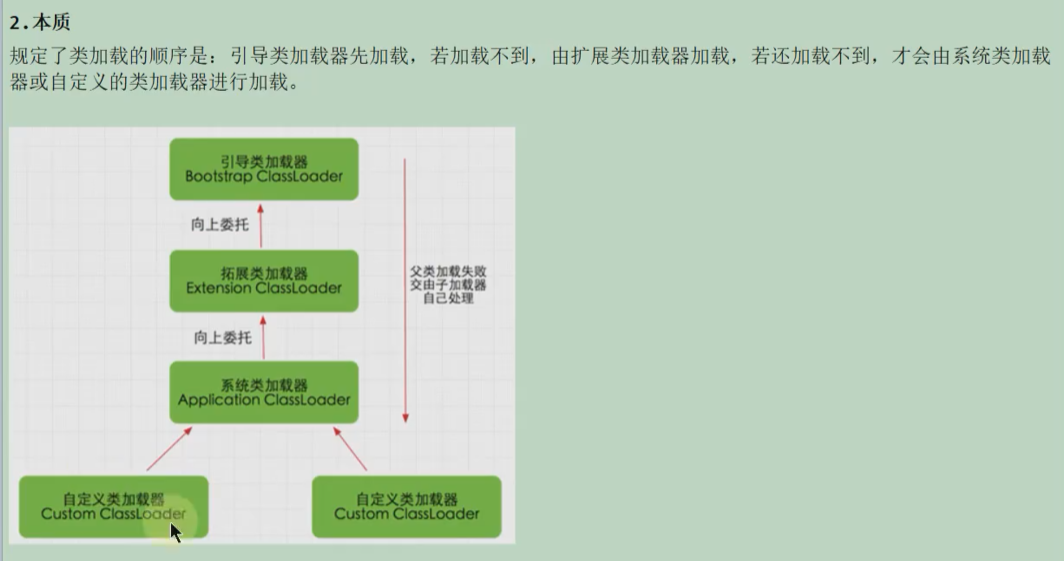 2.本质
规定了类加载的顺序是：引导类加载器先加载，若加载不到，由扩展类加载器加载，若还加载不到，才会由系统类加载
器或自定义的类加载器进行加载。
引导类加载器
Bootstrap ClassLoader
向上委托
拓展类加载器
Extension ClassLoader
父类加载失败
交由子加载器
自己处理
向上委托
系统类加载器
Application ClassLoader
自定义类加载器
Custom ClassLoader
自定义类加载器
Custom ClassLoader